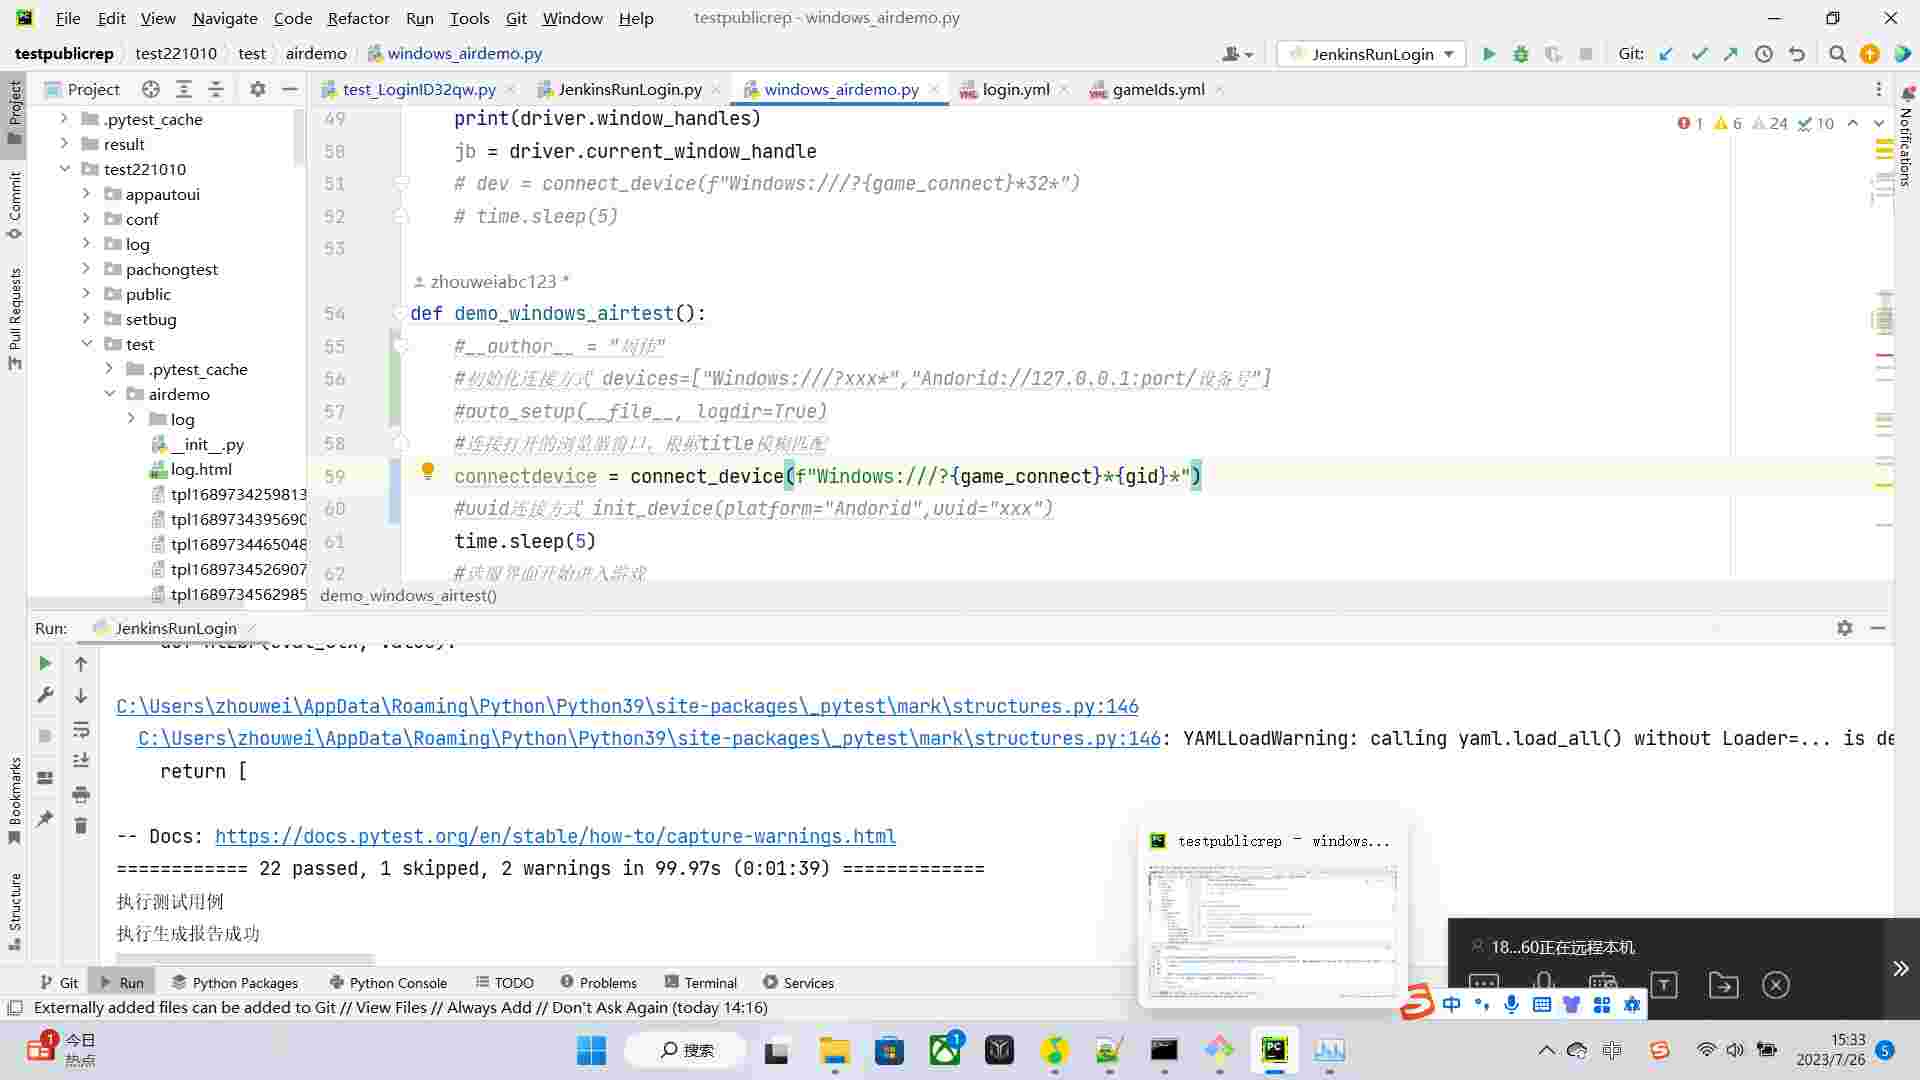 File Edit View Navigate Code Refactor Run Tools Git Window Help testpublicrep - windows_airdemo.py
testpublicrep test221010 test airdemo windows_airdemo.py JenkinsRunLogin Git:
Project test_LoginID32qw.py JenkinsRunLogin.py windows_airdemo.py login.yml gameIds.yml
Project
Commit
Pull Requests
Bookmarks
Structure
Notifications
.pytest_cache
result
test221010
appautoui
conf
log
pachongtest
public
setbug
test
.pytest_cache
airdemo
log
__init__.py
log.html
tpl1689734259813
tpl1689734395690
tpl1689734465048
tpl1689734526907
tpl1689734562985
1 6 24 10
49 print(driver.window_handles)
50 jb = driver.current_window_handle
51 # dev = connect_device(f"Windows:///?{game_connect}*32*")
52 # time.sleep(5)
53
zhouweiabc123 *
54 def demo_windows_airtest():
55 #__author__ = "周伟"
56 #初始化连接方式 devices=["Windows:///?xxx*","Andorid://127.0.0.1:port/设备号"]
57 #auto_setup(__file__, logdir=True)
58 #连接打开的浏览器窗口，根据title模糊匹配
59 connectdevice = connect_device(f"Windows:///?{game_connect}*{gid}*")
60 #uuid连接方式 init_device(platform="Andorid",uuid="xxx")
61 time.sleep(5)
62 #选服界面开始进入游戏
demo_windows_airtest()
Run: JenkinsRunLogin
C:\Users\zhouwei\AppData\Roaming\Python\Python39\site-packages\_pytest\mark\structures.py:146
C:\Users\zhouwei\AppData\Roaming\Python\Python39\site-packages\_pytest\mark\structures.py:146: YAMLLoadWarning: calling yaml.load_all() without Loader=... is de
return [
-- Docs: https://docs.pytest.org/en/stable/how-to/capture-warnings.html
============ 22 passed, 1 skipped, 2 warnings in 99.97s (0:01:39) =============
执行测试用例
执行生成报告成功
testpublicrep - windows...
18...60正在远程本机
Git Run Python Packages Python Console TODO Problems Terminal Services
Externally added files can be added to Git // View Files // Always Add // Don't Ask Again (today 14:16)
中
1 今日
热点
搜索
1
中
15:33
2023/7/26
5